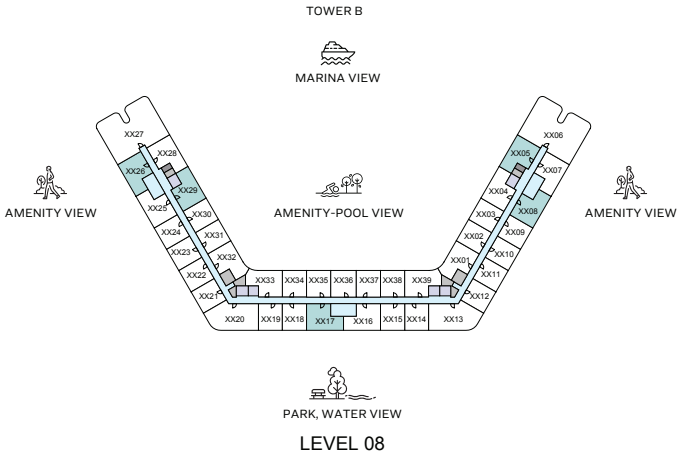 TOWER B
MARINA VIEW
XX27
XX06
XX28
XX05
XX26
XX07
XX29
XX04
XX25
XX08
AMENITY VIEW
AMENITY-POOL VIEW
AMENITY VIEW
XX30
XX03
XX24
XX09
XX31
XX02
XX23
XX10
XX32
XX01
XX22
XX11
XX33
XX34
XX35
XX36
XX37
XX38
XX39
XX21
XX12
XX20
XX19
XX18
XX17
XX16
XX15
XX14
XX13
PARK, WATER VIEW
LEVEL 08